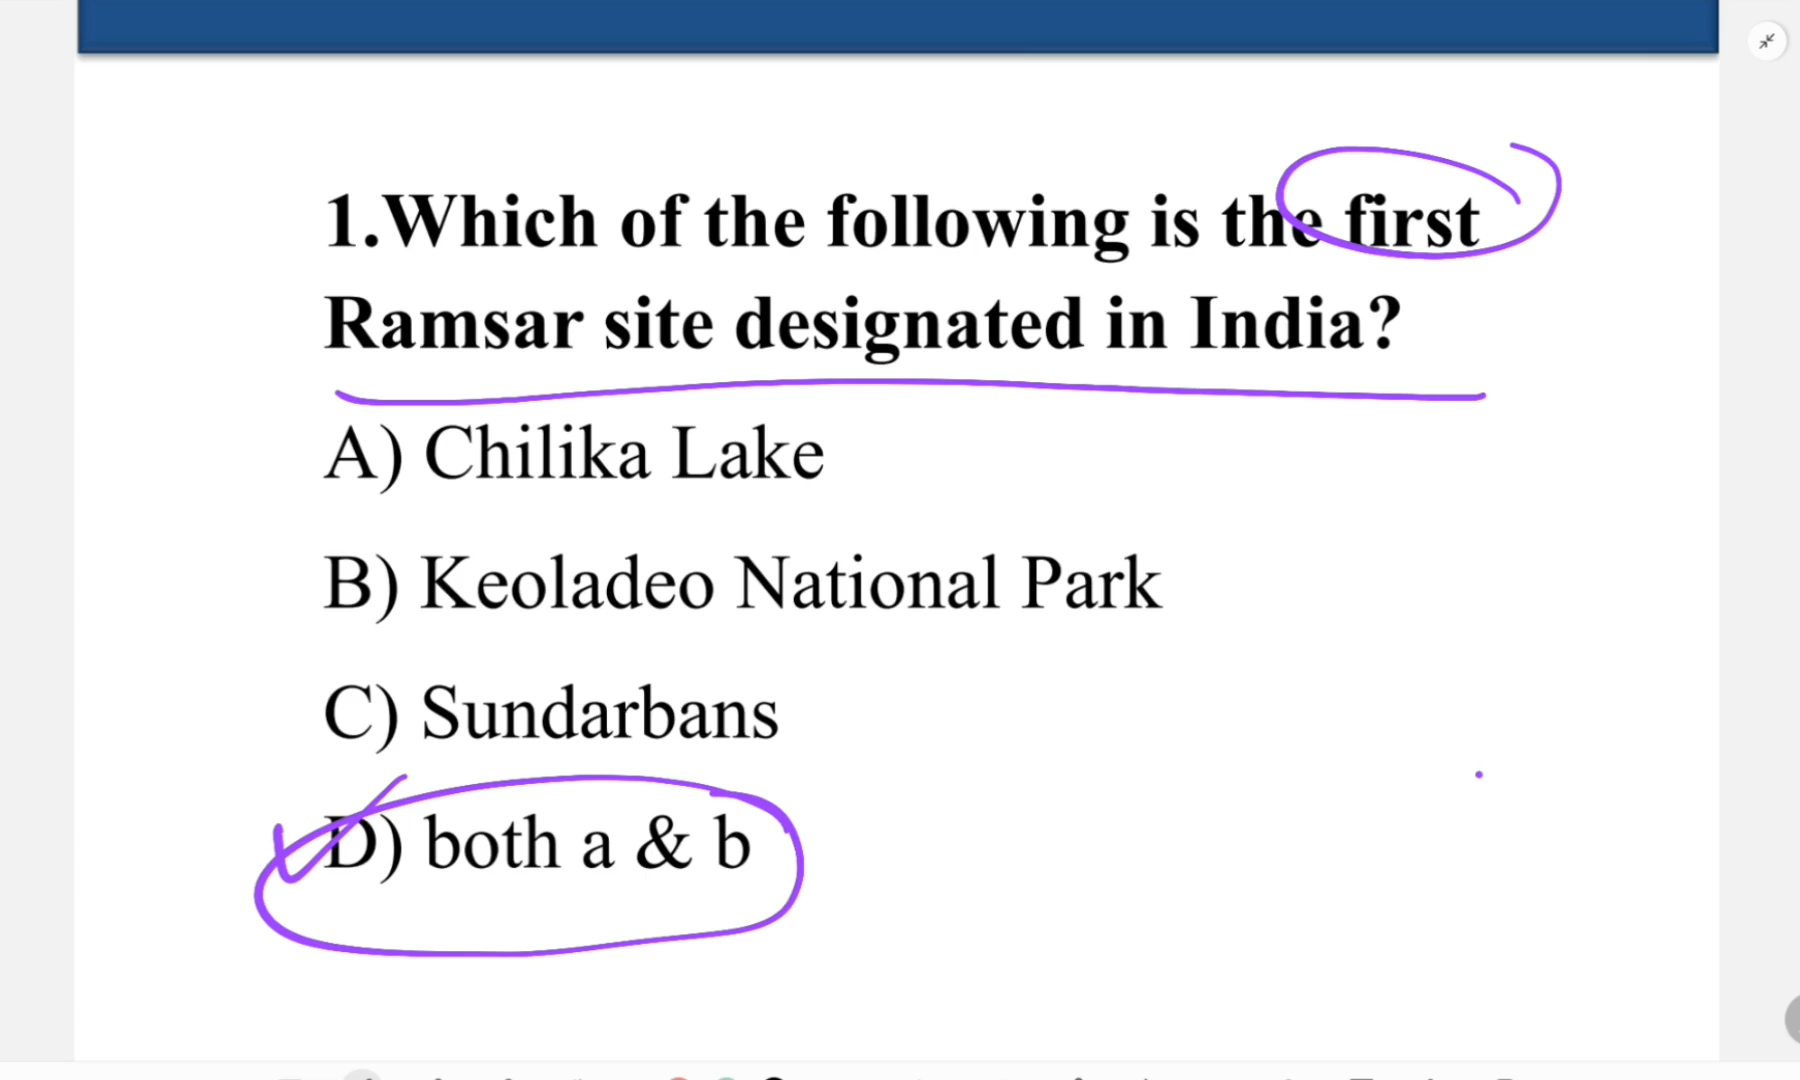 1.Which of the following is the first
Ramsar site designated in India?
A) Chilika Lake
B) Keoladeo National Park
C) Sundarbans
D) both a & b